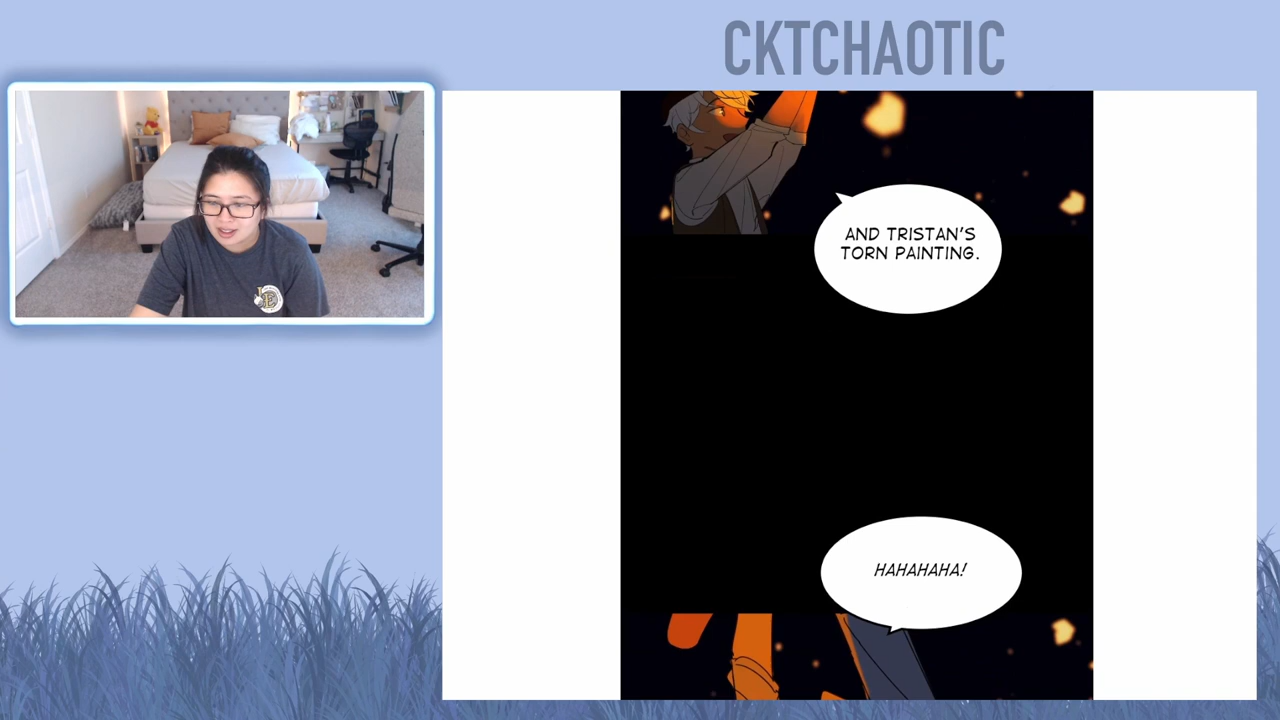 CKTCHAOTIC
AND TRISTAN'S
TORN PAINTING.
HAHAHAHA!